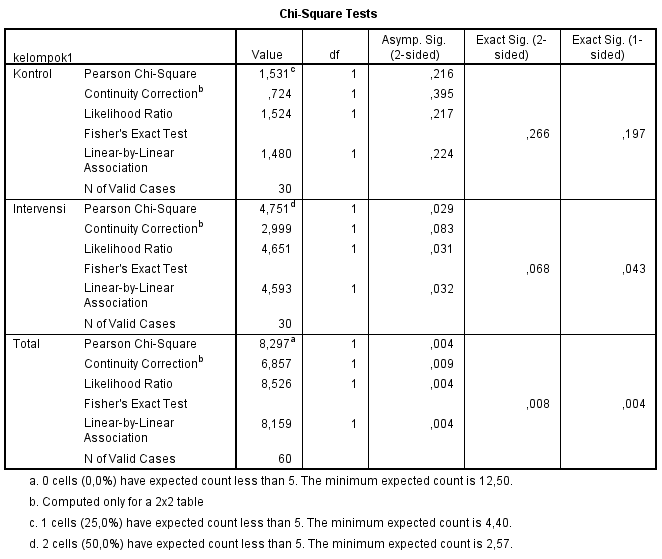 Chi-Square Tests
kelompok1 Value df Asymp. Sig. (2-sided) Exact Sig. (2-sided) Exact Sig. (1-sided)
Kontrol Pearson Chi-Square 1,531c 1 ,216
Continuity Correctionb ,724 1 ,395
Likelihood Ratio 1,524 1 ,217
Fisher's Exact Test ,266 ,197
Linear-by-Linear Association 1,480 1 ,224
N of Valid Cases 30
Intervensi Pearson Chi-Square 4,751d 1 ,029
Continuity Correctionb 2,999 1 ,083
Likelihood Ratio 4,651 1 ,031
Fisher's Exact Test ,068 ,043
Linear-by-Linear Association 4,593 1 ,032
N of Valid Cases 30
Total Pearson Chi-Square 8,297a 1 ,004
Continuity Correctionb 6,857 1 ,009
Likelihood Ratio 8,526 1 ,004
Fisher's Exact Test ,008 ,004
Linear-by-Linear Association 8,159 1 ,004
N of Valid Cases 60
a. 0 cells (0,0%) have expected count less than 5. The minimum expected count is 12,50.
b. Computed only for a 2x2 table
c. 1 cells (25,0%) have expected count less than 5. The minimum expected count is 4,40.
d. 2 cells (50,0%) have expected count less than 5. The minimum expected count is 2,57.